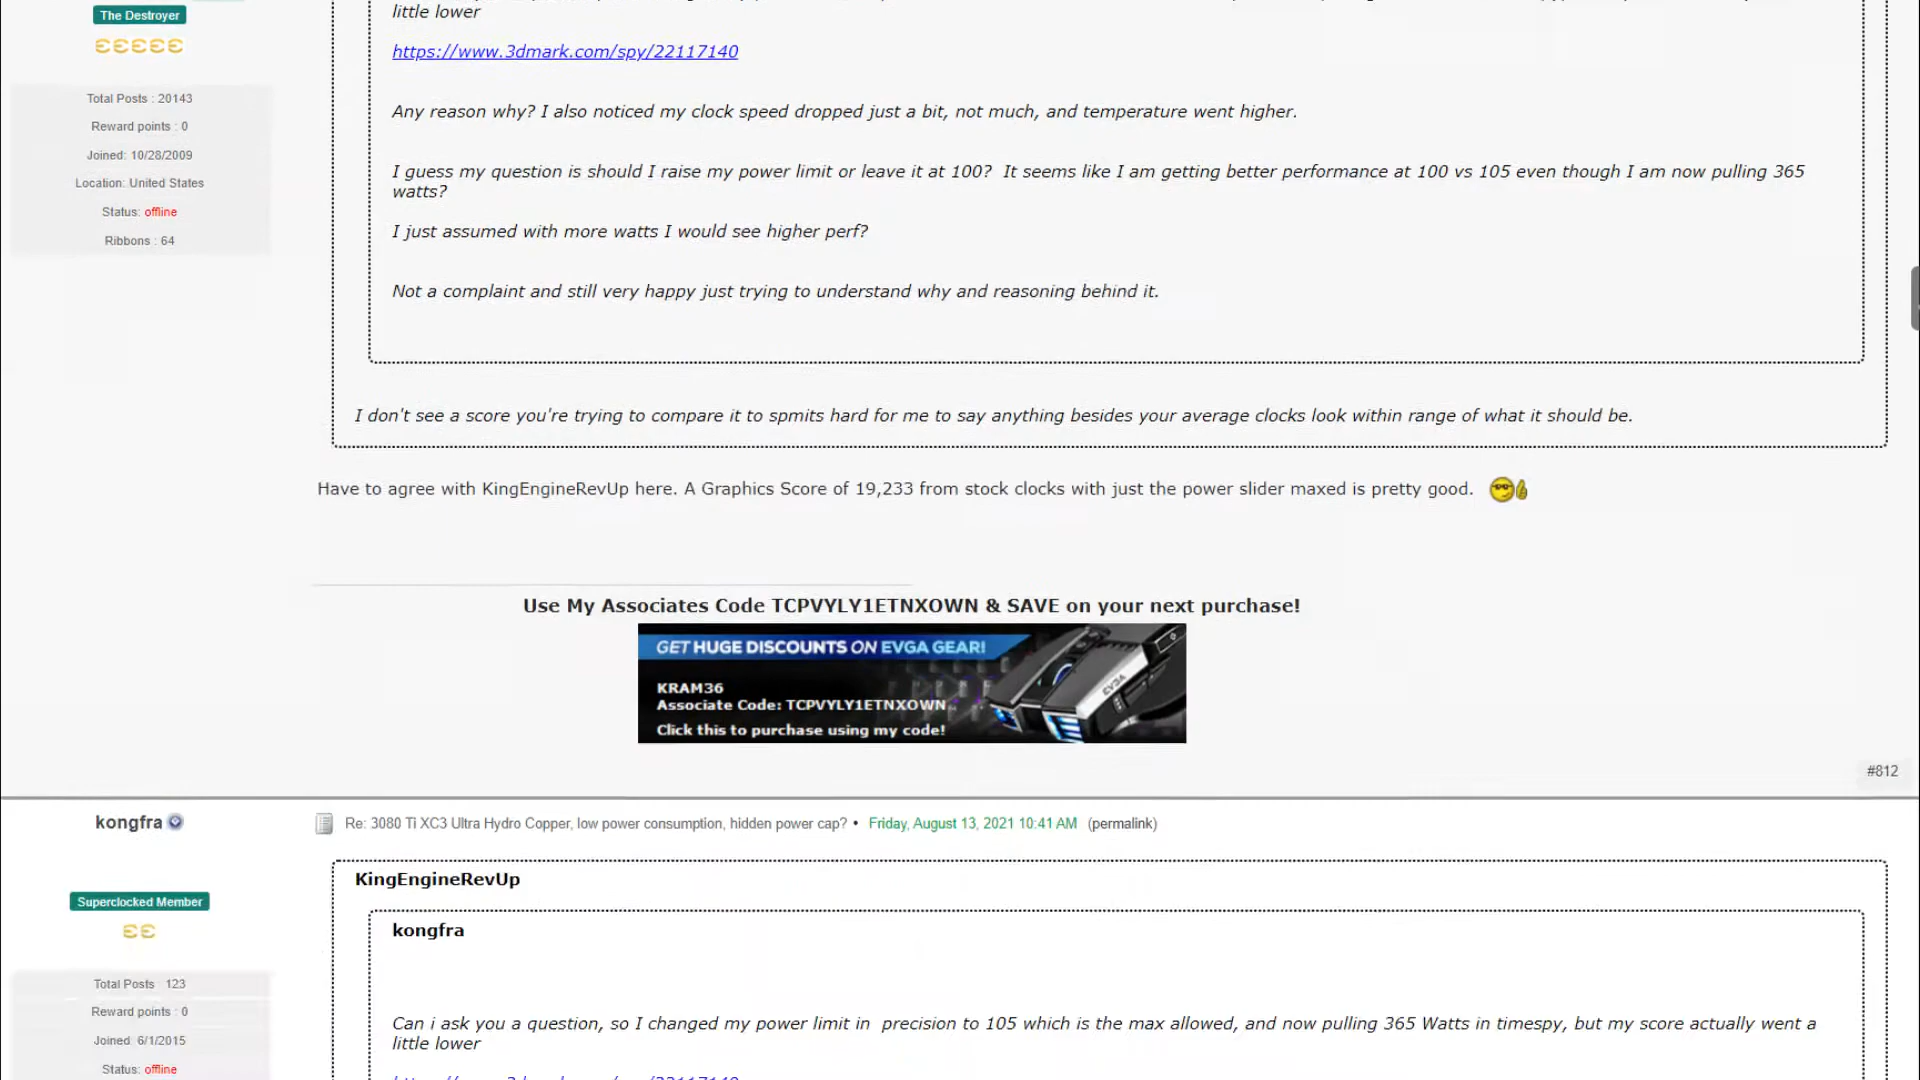 The Destroyer
Total Posts : 20143
Reward points : 0
Joined: 10/28/2009
Location: United States
Status: offline
Ribbons : 64
little lower
https://www.3dmark.com/spy/22117140
Any reason why? I also noticed my clock speed dropped just a bit, not much, and temperature went higher.
I guess my question is should I raise my power limit or leave it at 100?  It seems like I am getting better performance at 100 vs 105 even though I am now pulling 365
watts?
I just assumed with more watts I would see higher perf?
Not a complaint and still very happy just trying to understand why and reasoning behind it.
I don't see a score you're trying to compare it to spmits hard for me to say anything besides your average clocks look within range of what it should be.
Have to agree with KingEngineRevUp here. A Graphics Score of 19,233 from stock clocks with just the power slider maxed is pretty good.
Use My Associates Code TCPVYLY1ETNXOWN & SAVE on your next purchase!
GET HUGE DISCOUNTS ON EVGA GEAR!
KRAM36
Associate Code: TCPVYLY1ETNXOWN
Click this to purchase using my code!
EVGA
#812
kongfra
Superclocked Member
Total Posts : 123
Reward points : 0
Joined: 6/1/2015
Status: offline
Re: 3080 Ti XC3 Ultra Hydro Copper, low power consumption, hidden power cap? • Friday, August 13, 2021 10:41 AM (permalink)
KingEngineRevUp
kongfra
Can i ask you a question, so I changed my power limit in  precision to 105 which is the max allowed, and now pulling 365 Watts in timespy, but my score actually went a
little lower